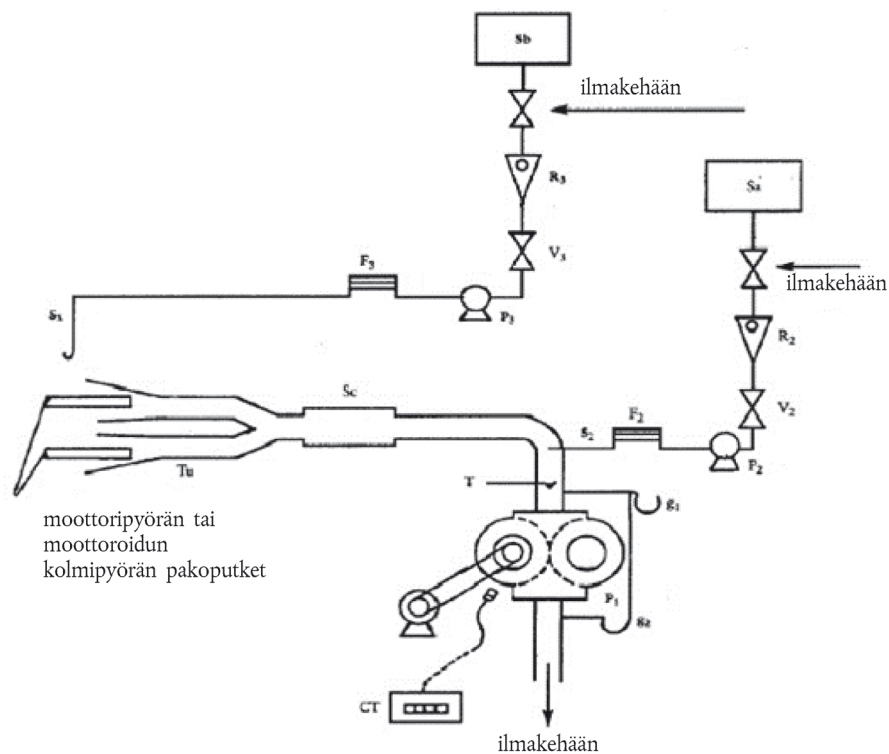 Sb
ilmakehään
R3
Sa
V3
F3
ilmakehään
Sx
P3
R2
Sc
V2
F2
S2
Tu
P2
T
g1
moottoripyörän tai
moottoroidun
kolmipyörän pakoputket
P1
g2
CT
ilmakehään